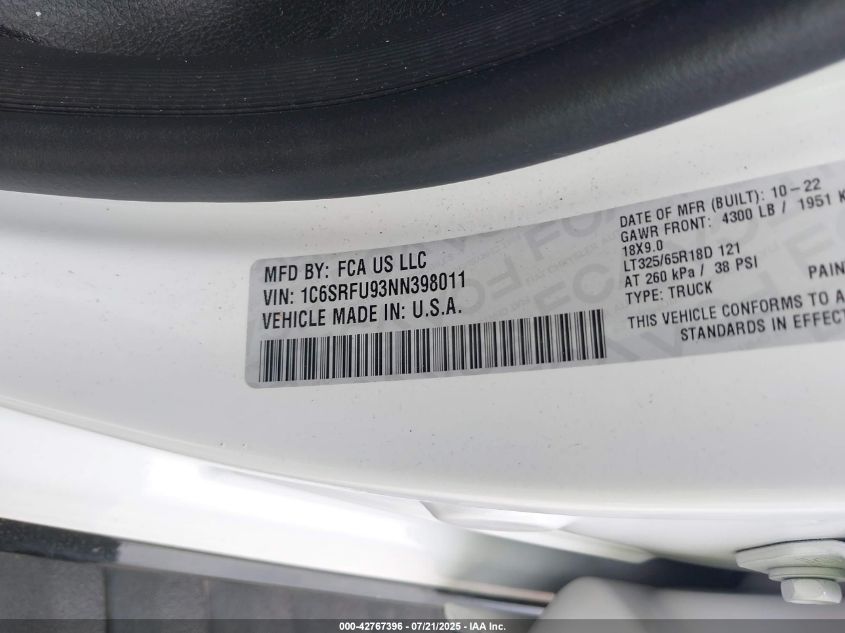 MFD BY: FCA US LLC
VIN: 1C6SRFU93NN398011
VEHICLE MADE IN: U.S.A.
DATE OF MFR (BUILT): 10-22
GAWR FRONT: 4300 LB / 1951 K
18X9.0
LT325/65R18D 121
AT 260 kPa / 38 PSI
TYPE: TRUCK
PAIN
THIS VEHICLE CONFORMS TO
STANDARDS IN EFFECT
000-42767396 - 07/21/2025 - IAA Inc.